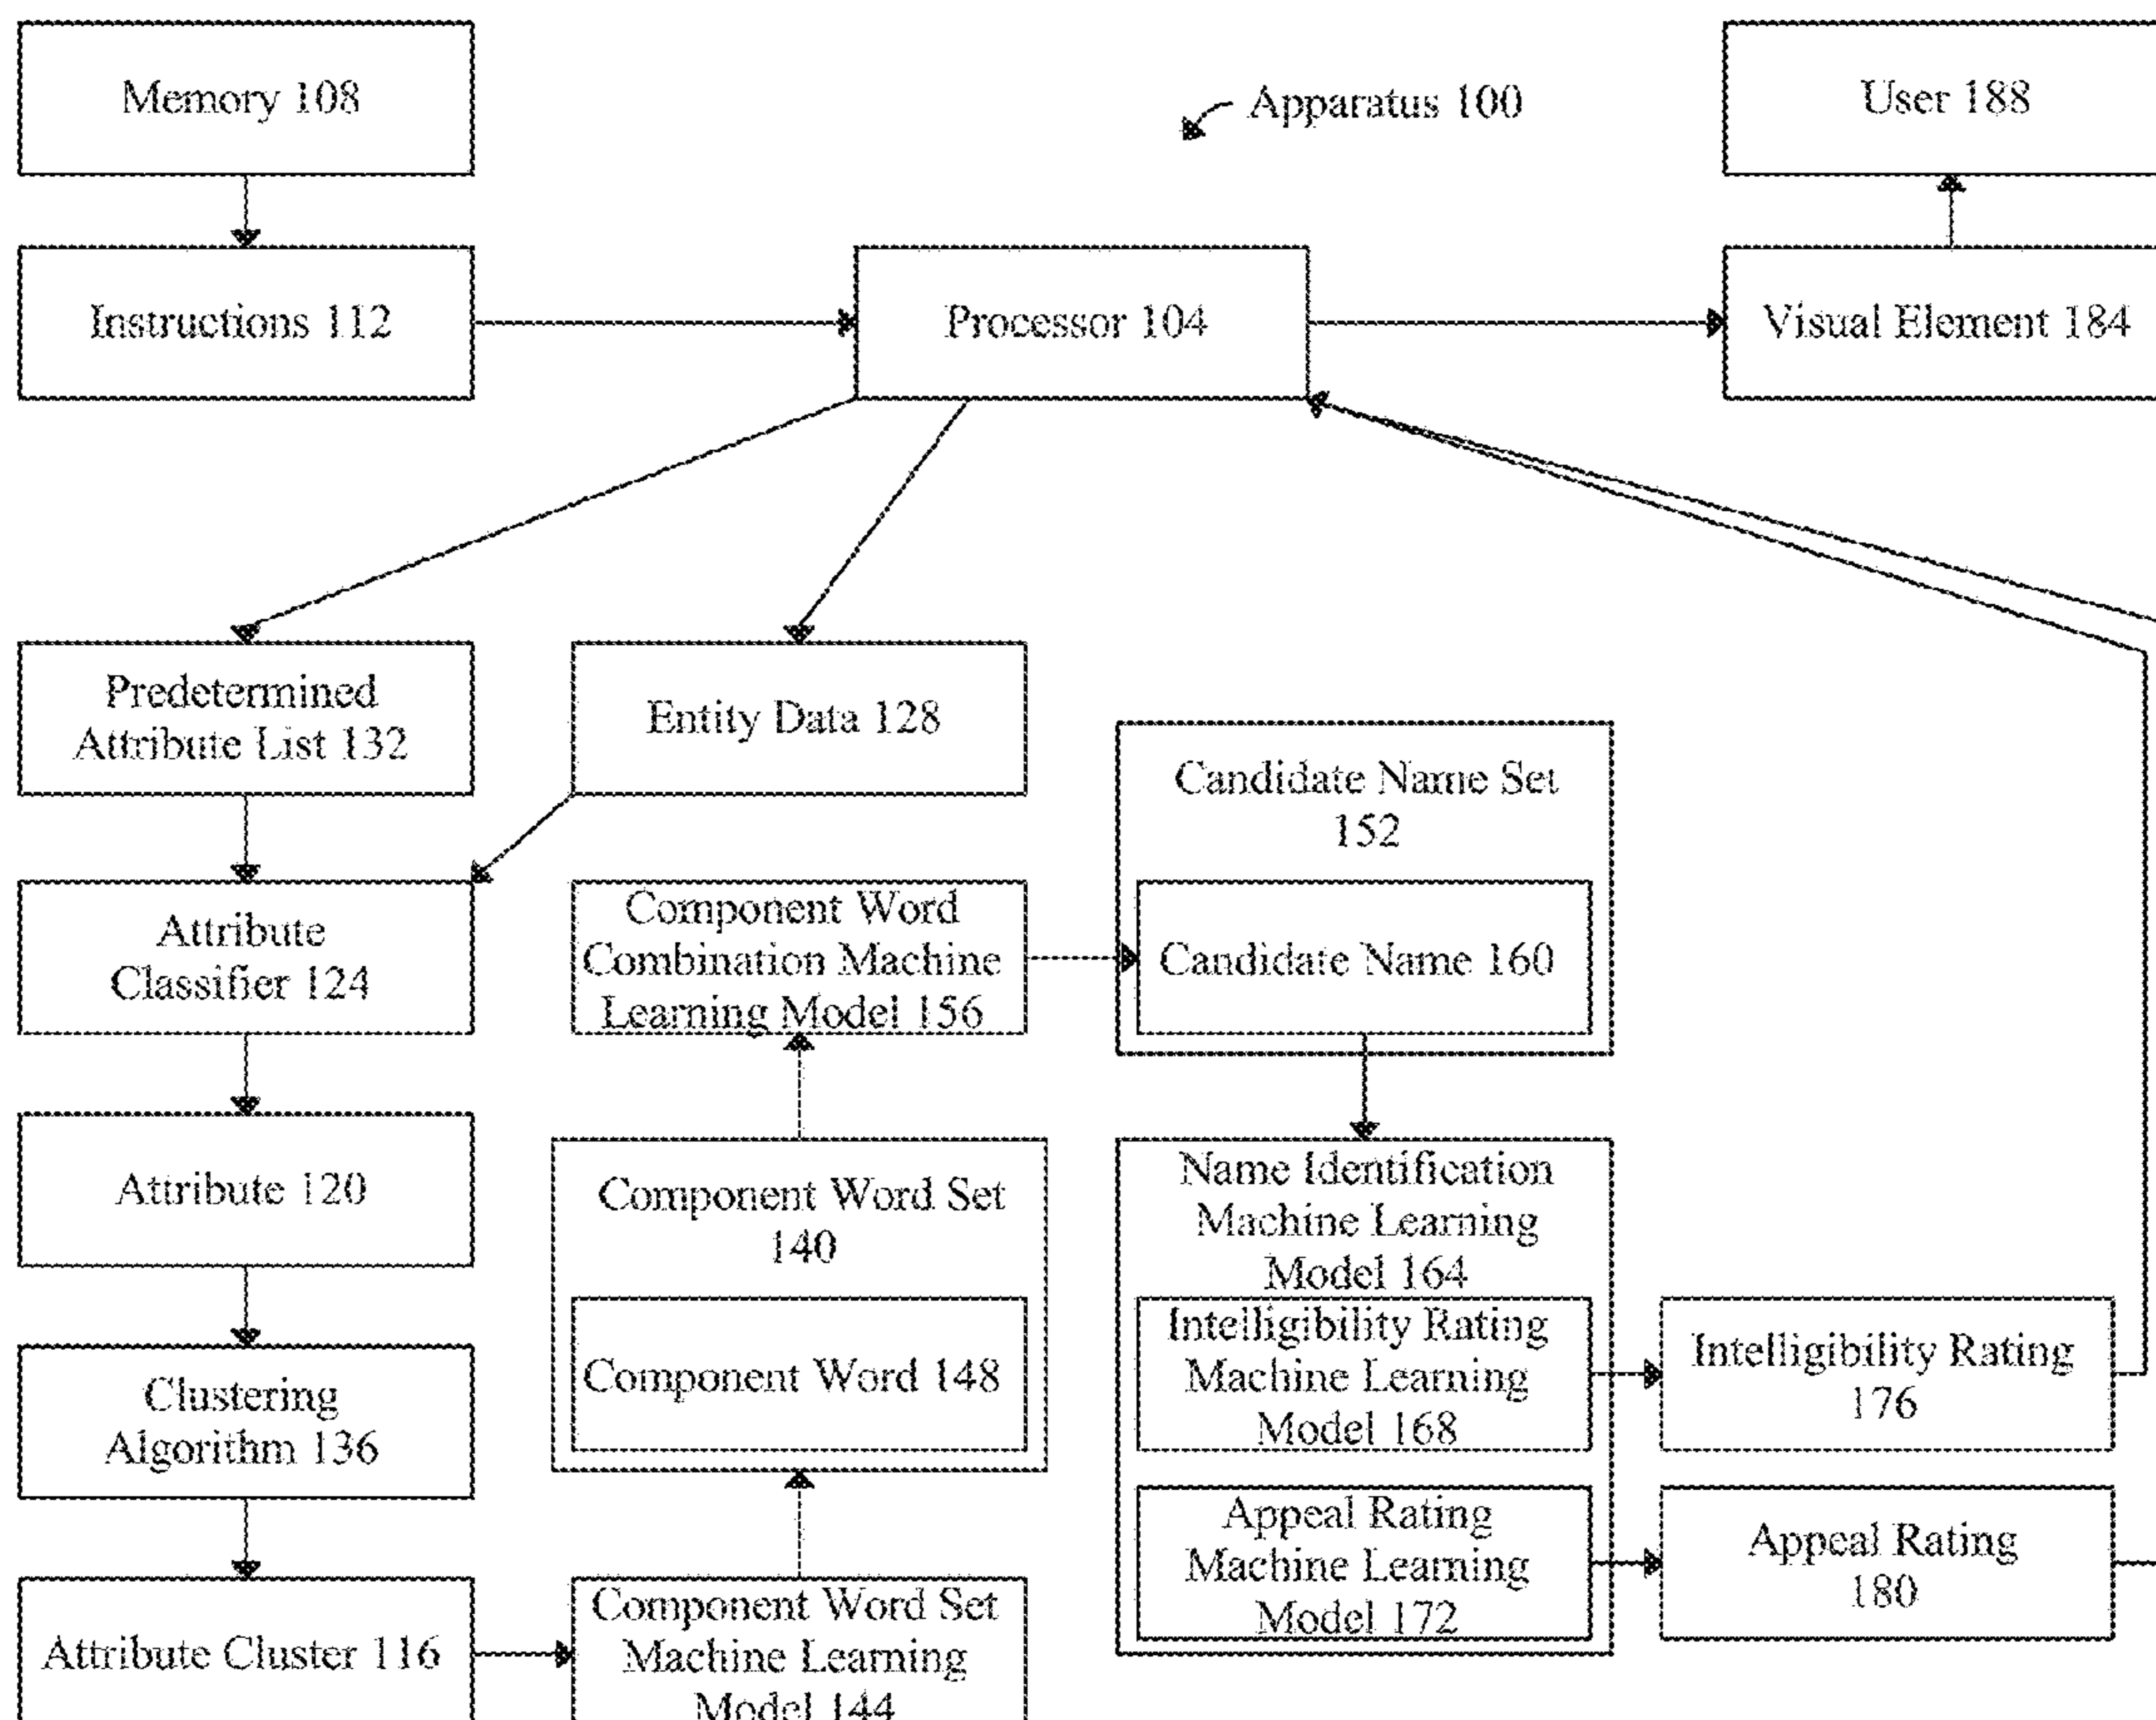 Memory 108
Apparatus 100
User 188
Instructions 112
Processor 104
Visual Element 184
Predetermined
Attribute List 132
Entity Data 128
Candidate Name Set
152
Attribute
Classifier 124
Component Word
Combination Machine
Learning Model 156
Candidate Name 160
Attribute 120
Component Word Set
140
Name Identification
Machine Learning
Model 164
Clustering
Algorithm 136
Component Word 148
Intelligibility Rating
Machine Learning
Model 168
Intelligibility Rating
176
Appeal Rating
Machine Learning
Model 172
Appeal Rating
180
Attribute Cluster 116
Component Word Set
Machine Learning
Model 144